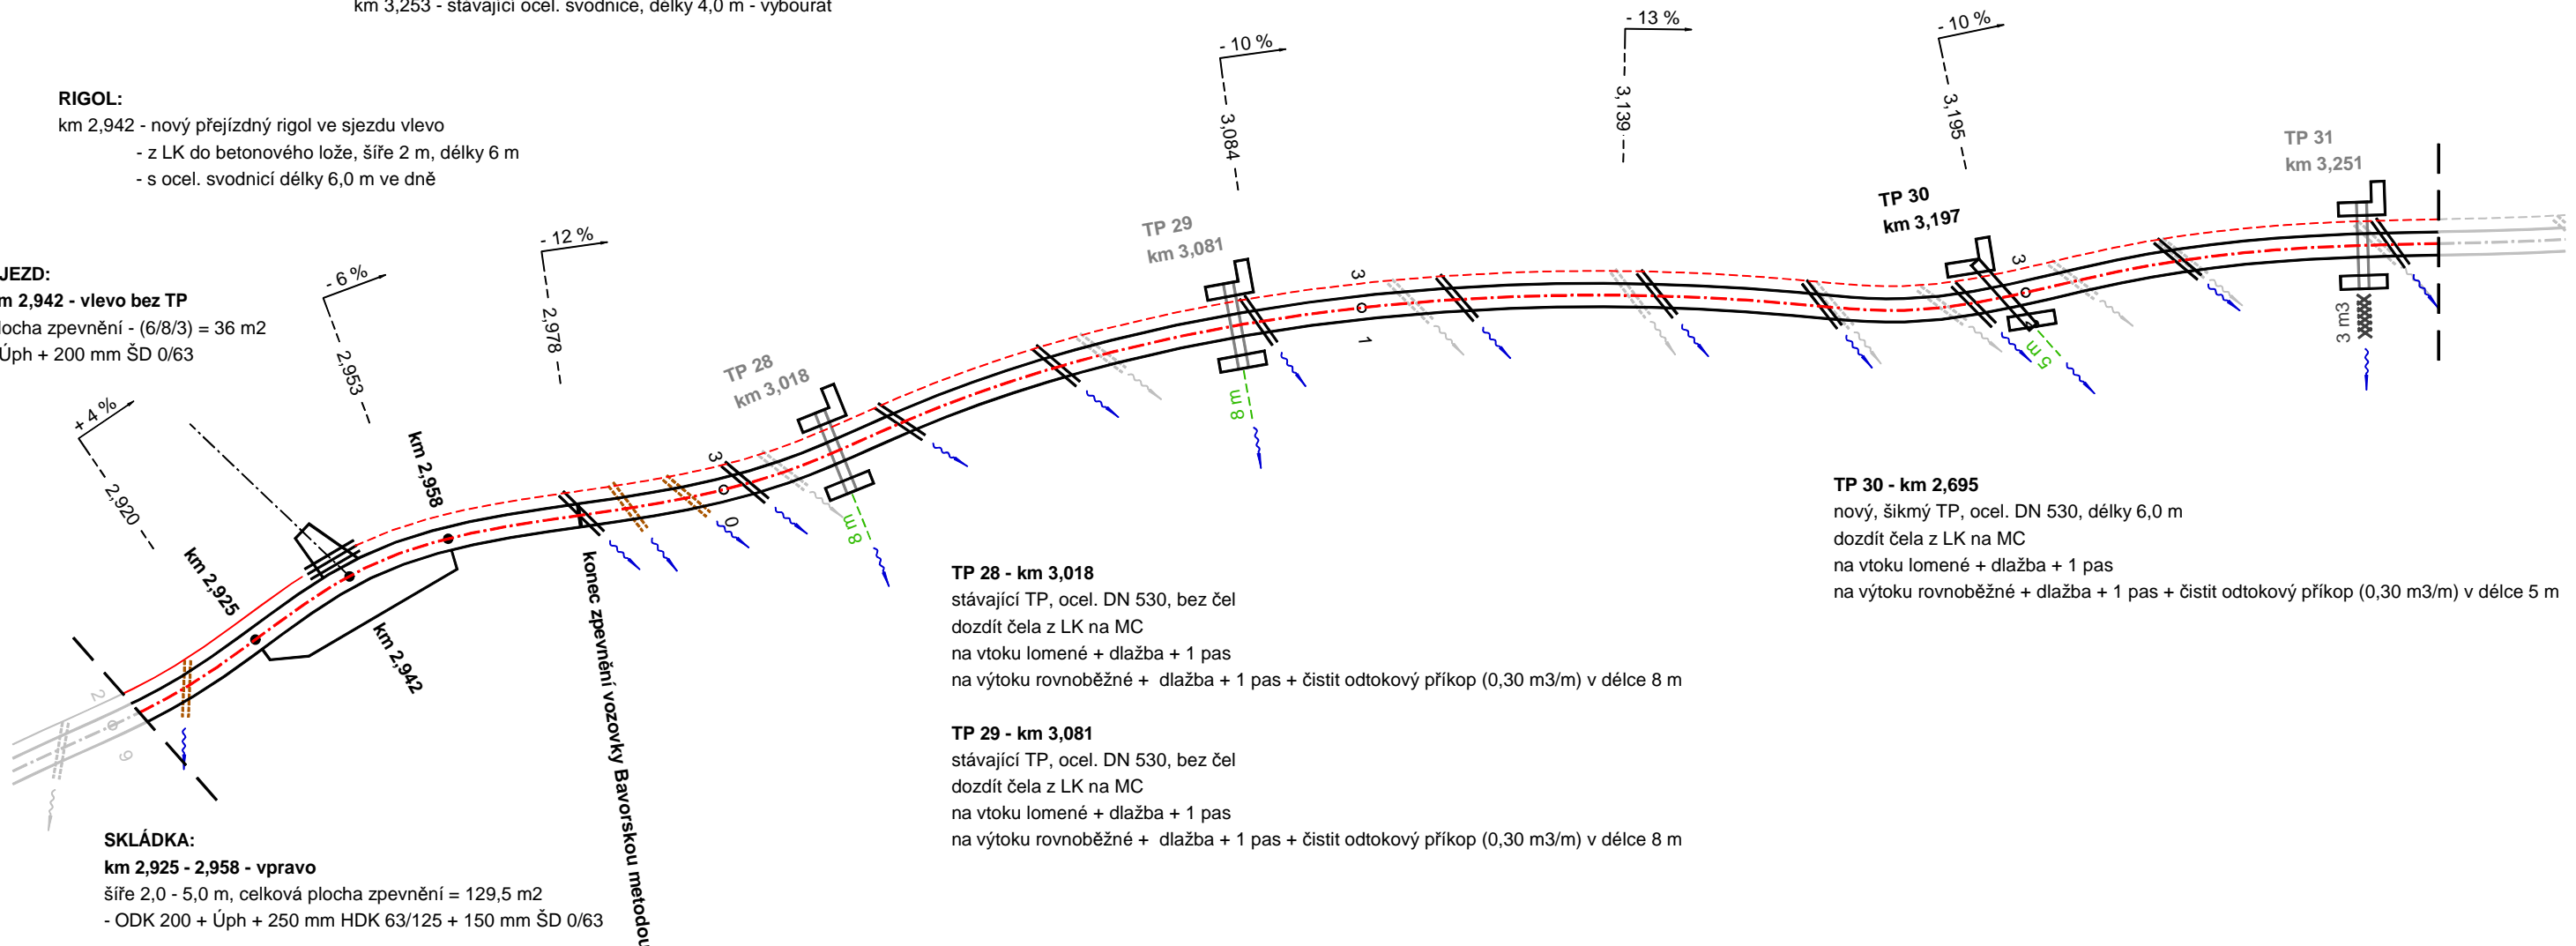 km 3,253 - stávající ocel. svodnice, délky 4,0 m - vybourat
RIGOL:
km 2,942 - nový přejízdný rigol ve sjezdu vlevo
- z LK do betonového lože, šíře 2 m, délky 6 m
- s ocel. svodnicí délky 6,0 m ve dně
JEZD:
m 2,942 - vlevo bez TP
locha zpevnění - (6/8/3) = 36 m2
Úph + 200 mm ŠD 0/63
+ 4 %
2,920
- 6 %
2,953
- 12 %
2,978
- 10 %
3,084
- 13 %
3,139
- 10 %
3,195
km 2,925
km 2,958
km 2,942
konec zpevnění vozovky Bavorskou metodou
2
9
3
0
3
1
3
TP 28
km 3,018
8 m
TP 29
km 3,081
8 m
TP 30
km 3,197
5 m
TP 31
km 3,251
3 m3
TP 28 - km 3,018
stávající TP, ocel. DN 530, bez čel
dozdít čela z LK na MC
na vtoku lomené + dlažba + 1 pas
na výtoku rovnoběžné + dlažba + 1 pas + čistit odtokový příkop (0,30 m3/m) v délce 8 m
TP 29 - km 3,081
stávající TP, ocel. DN 530, bez čel
dozdít čela z LK na MC
na vtoku lomené + dlažba + 1 pas
na výtoku rovnoběžné + dlažba + 1 pas + čistit odtokový příkop (0,30 m3/m) v délce 8 m
TP 30 - km 2,695
nový, šikmý TP, ocel. DN 530, délky 6,0 m
dozdít čela z LK na MC
na vtoku lomené + dlažba + 1 pas
na výtoku rovnoběžné + dlažba + 1 pas + čistit odtokový příkop (0,30 m3/m) v délce 5 m
SKLÁDKA:
km 2,925 - 2,958 - vpravo
šíře 2,0 - 5,0 m, celková plocha zpevnění = 129,5 m2
- ODK 200 + Úph + 250 mm HDK 63/125 + 150 mm ŠD 0/63